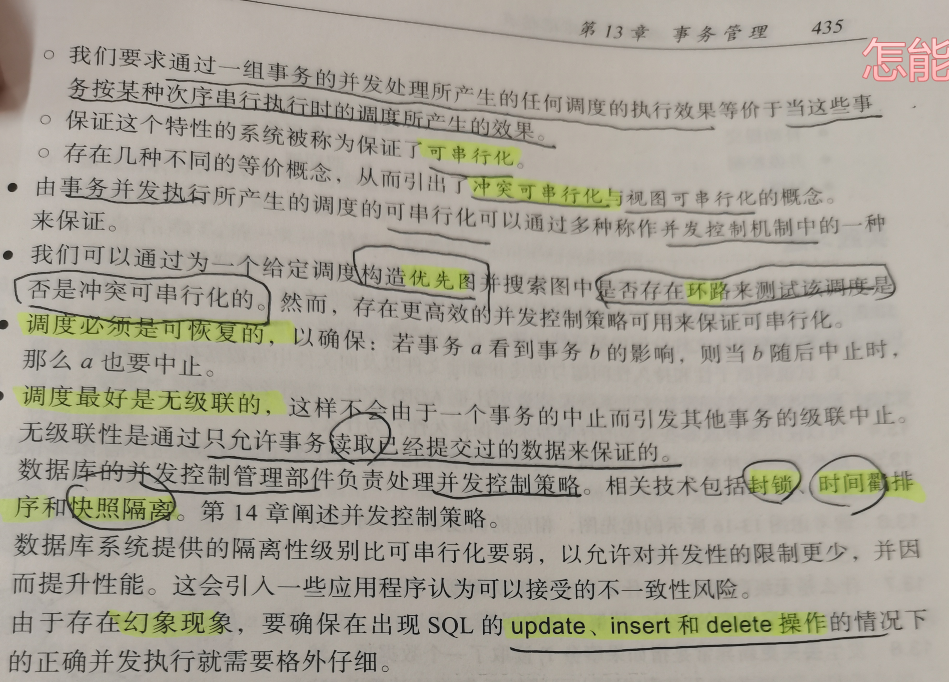 第 13 章 事务管理 435
怎能
○ 我们要求通过一组事务的并发处理所产生的任何调度的执行效果等价于当这些事
务按某种次序串行执行时的调度所产生的效果。
○ 保证这个特性的系统被称为保证了可串行化。
○ 存在几种不同的等价概念，从而引出了冲突可串行化与视图可串行化的概念。
● 由事务并发执行所产生的调度的可串行化可以通过多种称作并发控制机制中的一种
来保证。
● 我们可以通过为一个给定调度构造优先图并搜索图中是否存在环路来测试该调度是
否是冲突可串行化的。然而，存在更高效的并发控制策略可用来保证可串行化。
● 调度必须是可恢复的，以确保：若事务 a 看到事务 b 的影响，则当 b 随后中止时，
那么 a 也要中止。
● 调度最好是无级联的，这样不会由于一个事务的中止而引发其他事务的级联中止。
无级联性是通过只允许事务读取已经提交过的数据来保证的。
数据库的并发控制管理部件负责处理并发控制策略。相关技术包括封锁、时间戳排
序和快照隔离。第 14 章阐述并发控制策略。
数据库系统提供的隔离性级别比可串行化要弱，以允许对并发性的限制更少，并因
而提升性能。这会引入一些应用程序认为可以接受的不一致性风险。
由于存在幻象现象，要确保在出现 SQL 的 update、insert 和 delete 操作的情况下
的正确并发执行就需要格外仔细。